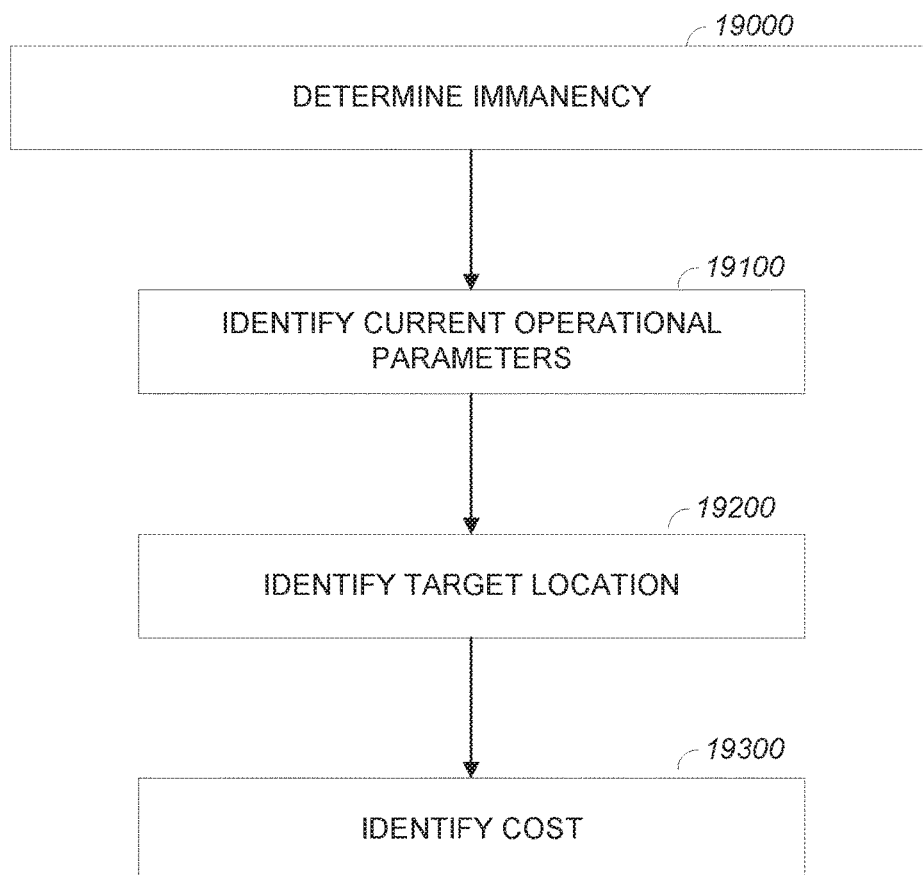 19000
DETERMINE IMMANENCY
19100
IDENTIFY CURRENT OPERATIONAL
PARAMETERS
19200
IDENTIFY TARGET LOCATION
19300
IDENTIFY COST